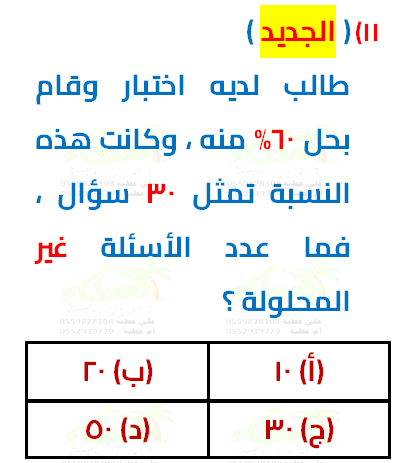 ١١) ( الجديد )
طالب لديه اختبار وقام
بحل ٦٠% منه ، وكانت هذه
النسبة تمثل ٣٠ سؤال ،
فما عدد الأسئلة غير
المحلولة ؟
(أ) ١٠
(ب) ٢٠
(ج) ٣٠
(د) ٥٠